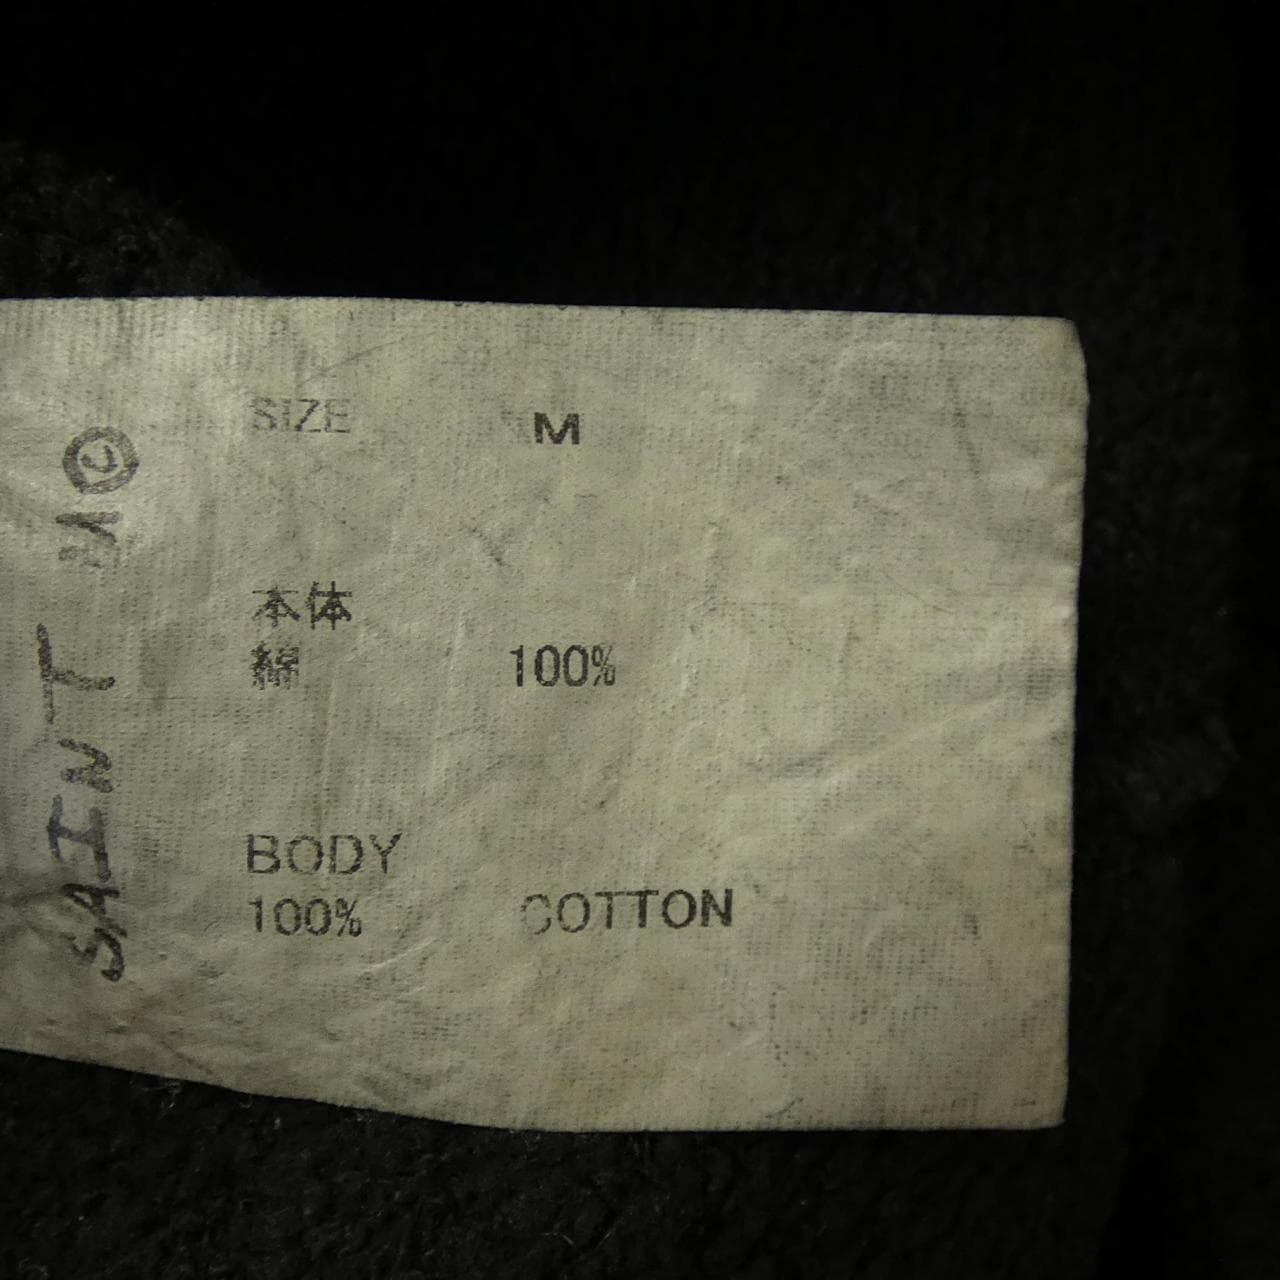 SAINT M©
SIZE M
本体
綿 100%
BODY
100% COTTON